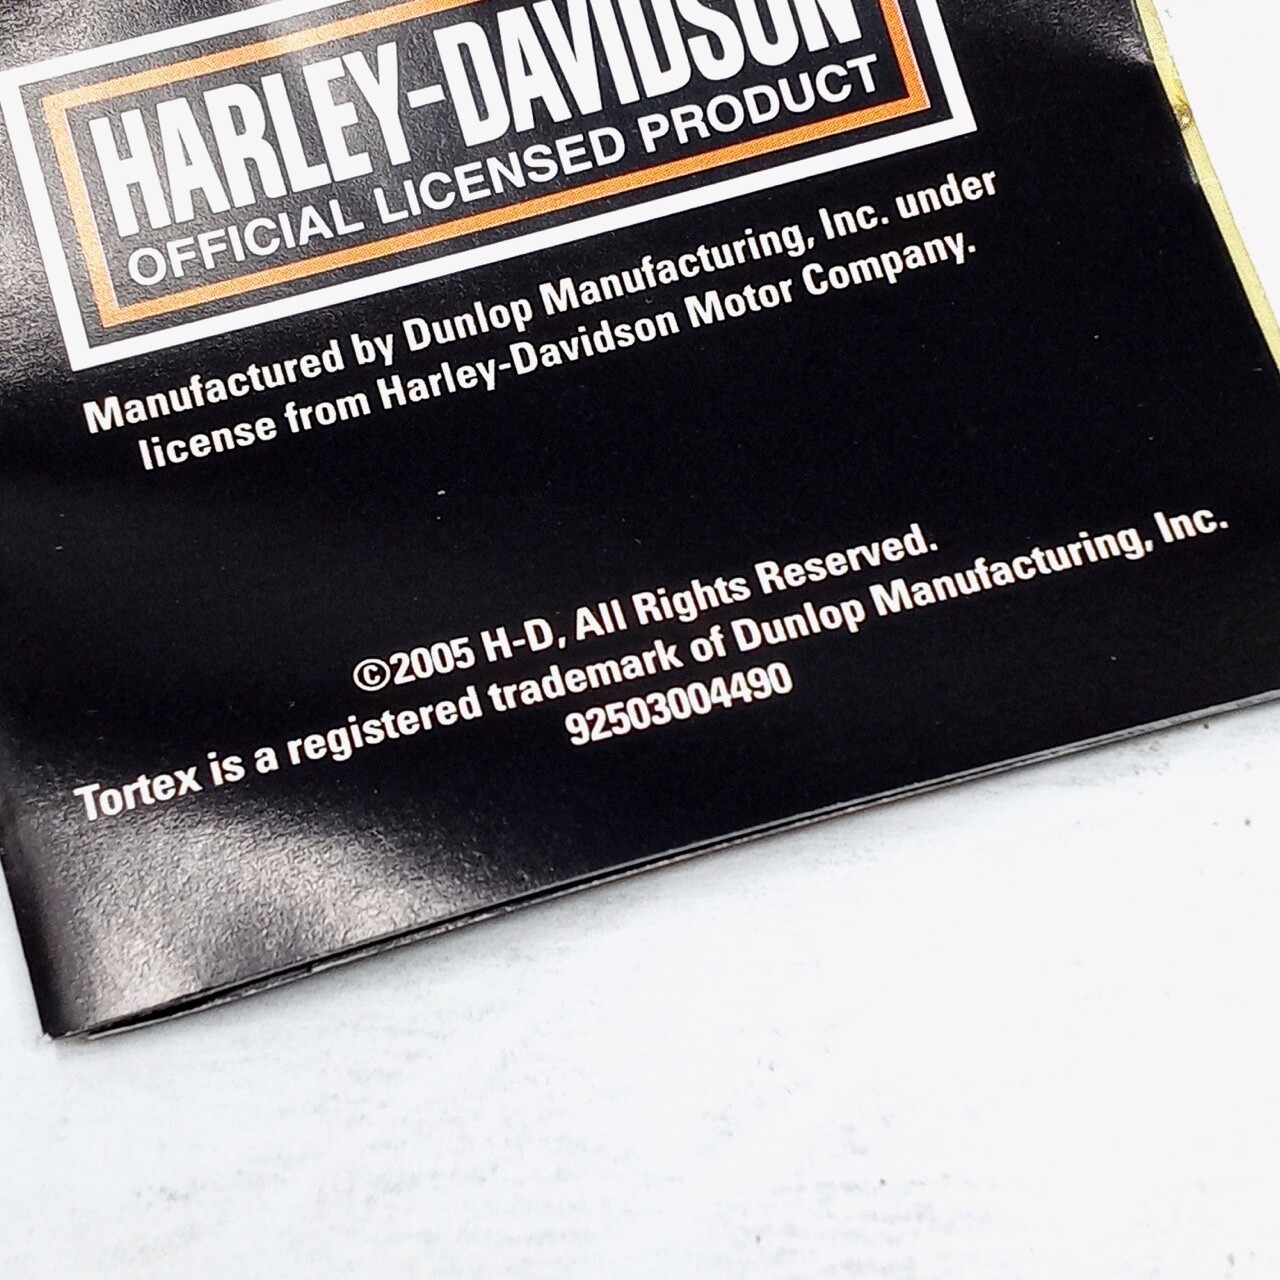 HARLEY-DAVIDSON
OFFICIAL LICENSED PRODUCT
Manufactured by Dunlop Manufacturing, Inc. under
license from Harley-Davidson Motor Company.
©2005 H-D, All Rights Reserved.
Tortex is a registered trademark of Dunlop Manufacturing, Inc.
92503004490